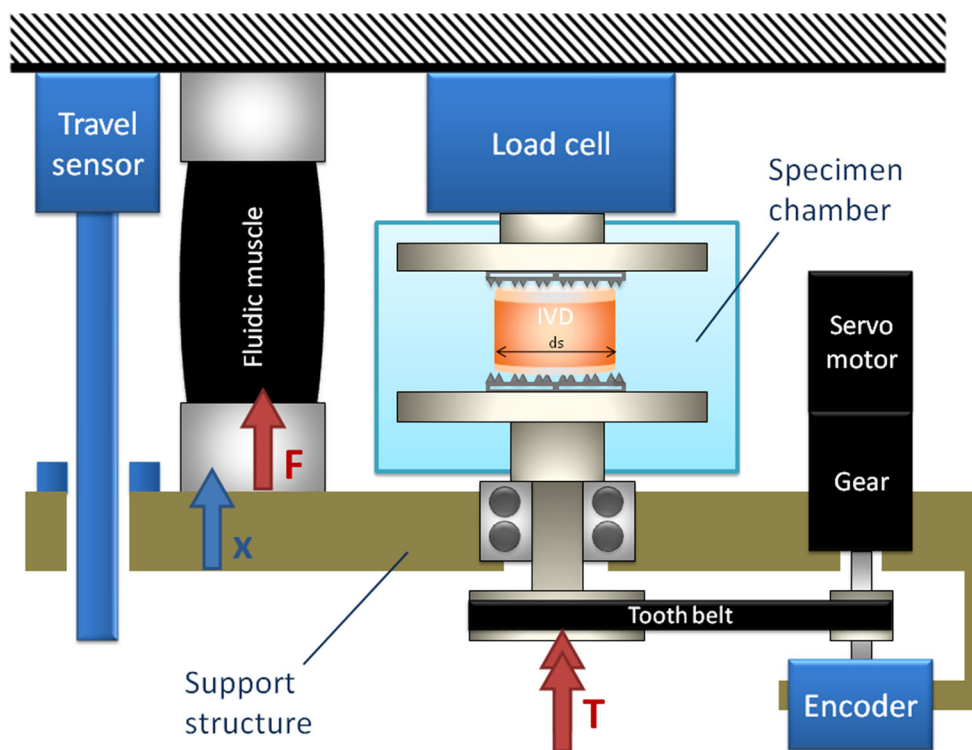 Travel
sensor
Fluidic muscle
Load cell
Specimen
chamber
IVD
ds
Servo
motor
Gear
F
x
Tooth belt
T
Support
structure
Encoder